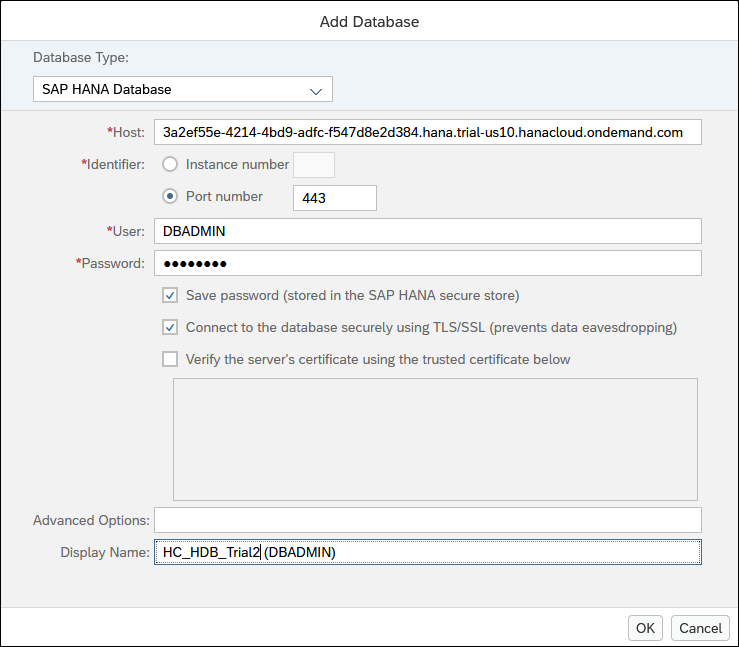 Add Database
Database Type:
SAP HANA Database
*Host: 3a2ef55e-4214-4bd9-adfc-f547d8e2d384.hana.trial-us10.hanacloud.ondemand.com
*Identifier: Instance number
Port number 443
*User: DBADMIN
*Password: ●●●●●●●●
Save password (stored in the SAP HANA secure store)
Connect to the database securely using TLS/SSL (prevents data eavesdropping)
Verify the server's certificate using the trusted certificate below
Advanced Options:
Display Name: HC_HDB_Trial2 (DBADMIN)
OK Cancel